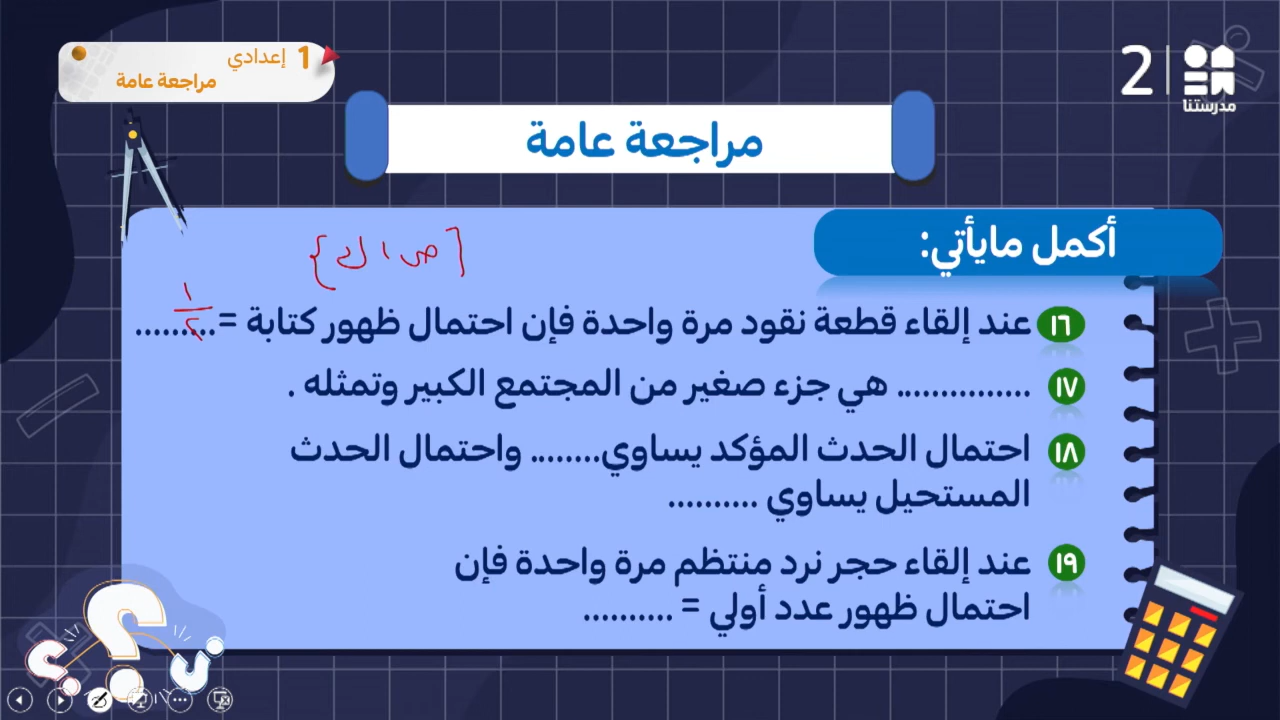 1 إعدادي
مراجعة عامة
2
مدرستنا
مراجعة عامة
أكمل مايأتي:
{ص ، ك}
١٦ عند إلقاء قطعة نقود مرة واحدة فإن احتمال ظهور كتابة =..........
١/٢
١٧ ............... هي جزء صغير من المجتمع الكبير وتمثله .
١٨ احتمال الحدث المؤكد يساوي........ واحتمال الحدث
المستحيل يساوي ..........
١٩ عند إلقاء حجر نرد منتظم مرة واحدة فإن
احتمال ظهور عدد أولي = ..........